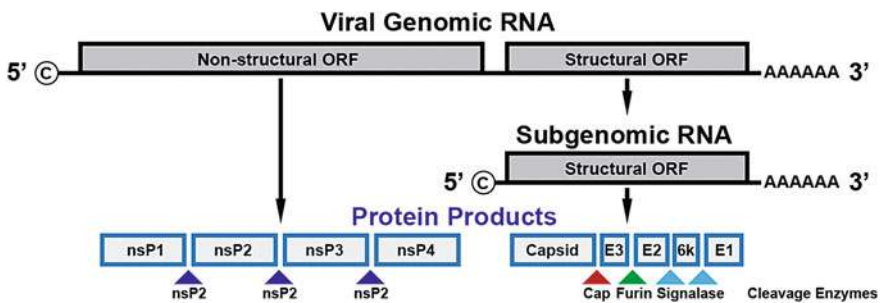 Viral Genomic RNA
Non-structural ORF Structural ORF
5’ C AAAAAA 3’
Subgenomic RNA
Structural ORF
5’ C AAAAAA 3’
Protein Products
nsP1 nsP2 nsP3 nsP4 Capsid E3 E2 6k E1
nsP2 nsP2 nsP2 Cap Furin Signalase Cleavage Enzymes